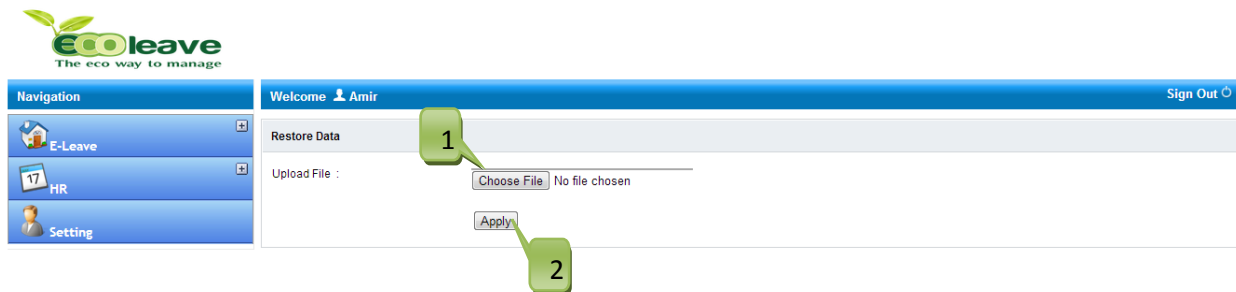 Ecoleave
The eco way to manage
Navigation
Welcome Amir
Sign Out
E-Leave
17
HR
Setting
Restore Data
1
Upload File :
Choose File No file chosen
Apply
2